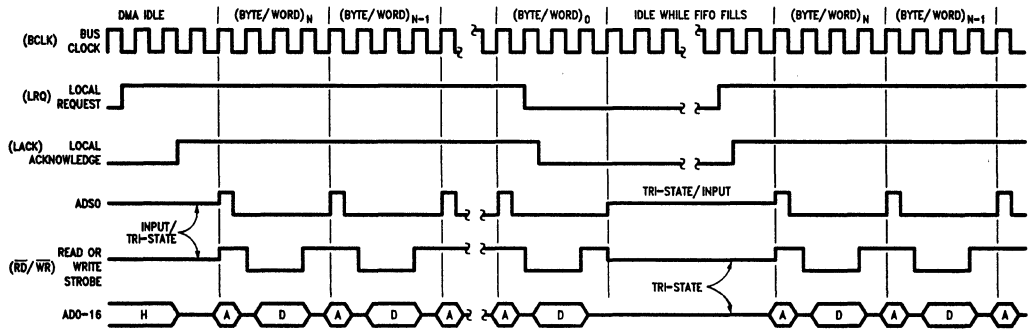 DMA IDLE (BYTE/WORD)N (BYTE/WORD)N-1 (BYTE/WORD)0 IDLE WHILE FIFO FILLS (BYTE/WORD)N (BYTE/WORD)N-1
(BCLK) BUS
CLOCK
(LRQ) LOCAL
REQUEST
(LACK) LOCAL
ACKNOWLEDGE
TRI-STATE/INPUT
ADS0
INPUT/
TRI-STATE
READ OR
(RD/WR) WRITE
STROBE
TRI-STATE
AD0-16 H A D A D A A D A D A D A